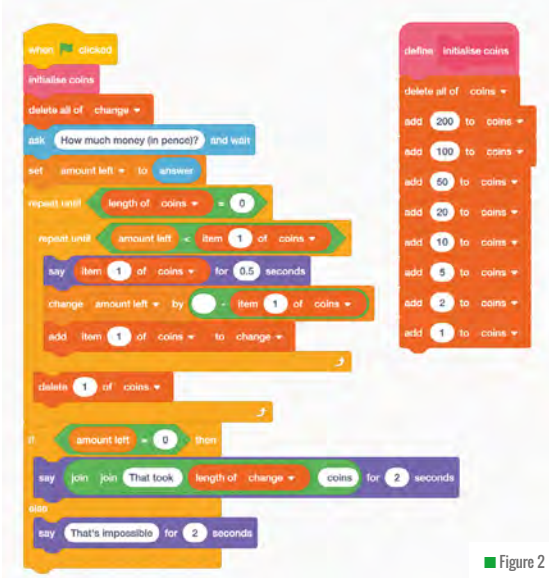 when clicked
initialise coins
delete all of change
ask How much money (in pence)? and wait
set amount left to answer
repeat until length of coins = 0
repeat until amount left < item 1 of coins
say item 1 of coins for 0.5 seconds
change amount left by - item 1 of coins
add item 1 of coins to change
delete 1 of coins
if amount left = 0 then
say join join That took length of change coins for 2 seconds
else
say That's impossible for 2 seconds
define initialise coins
delete all of coins
add 200 to coins
add 100 to coins
add 50 to coins
add 20 to coins
add 10 to coins
add 5 to coins
add 2 to coins
add 1 to coins
■ Figure 2